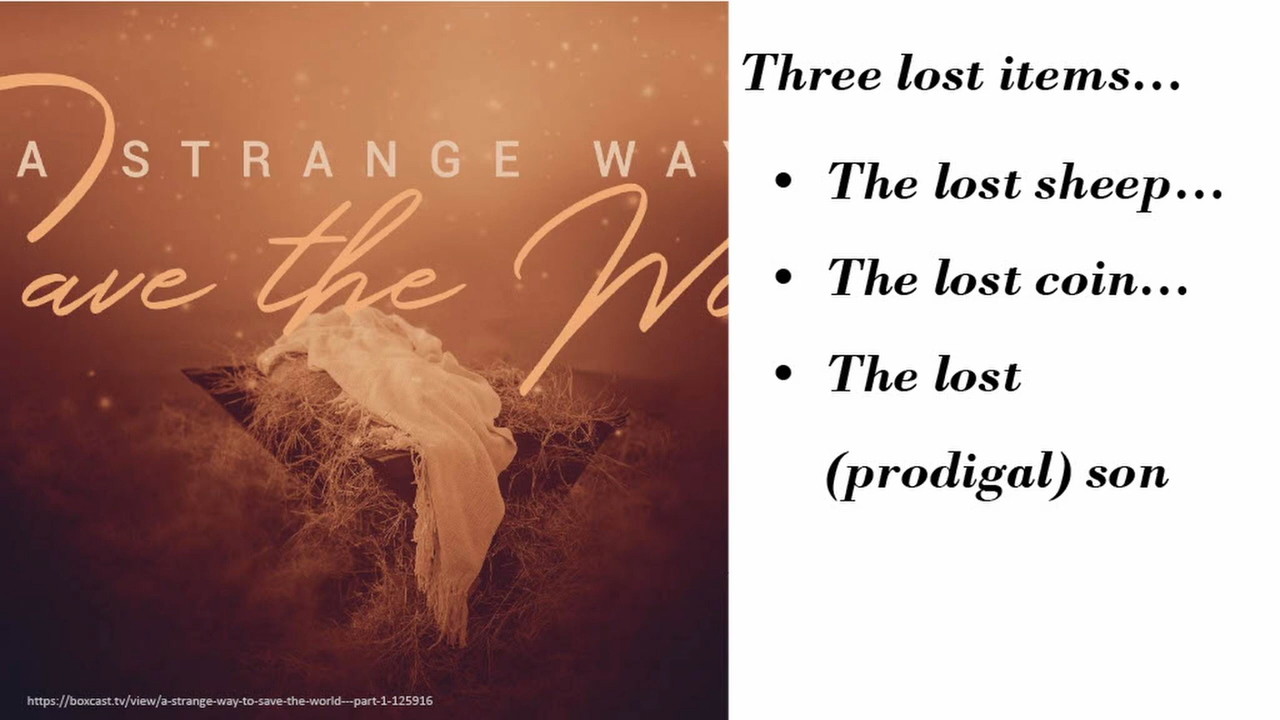 A STRANGE WAY
ave the Wo
https://boxcast.tv/view/a-strange-way-to-save-the-world---part-1-125916
Three lost items...
• The lost sheep...
• The lost coin...
• The lost
(prodigal) son